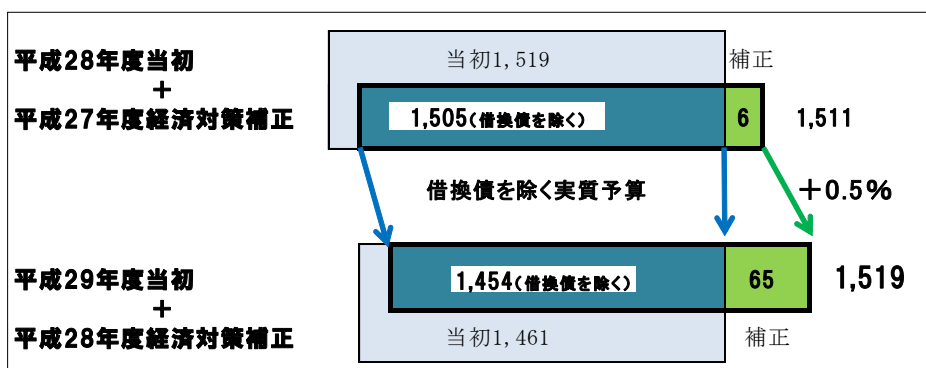 平成28年度当初
+
平成27年度経済対策補正
当初1,519
補正
1,505(借換債を除く)
6
1,511
借換債を除く実質予算
+0.5%
平成29年度当初
+
平成28年度経済対策補正
1,454(借換債を除く)
65
1,519
当初1,461
補正